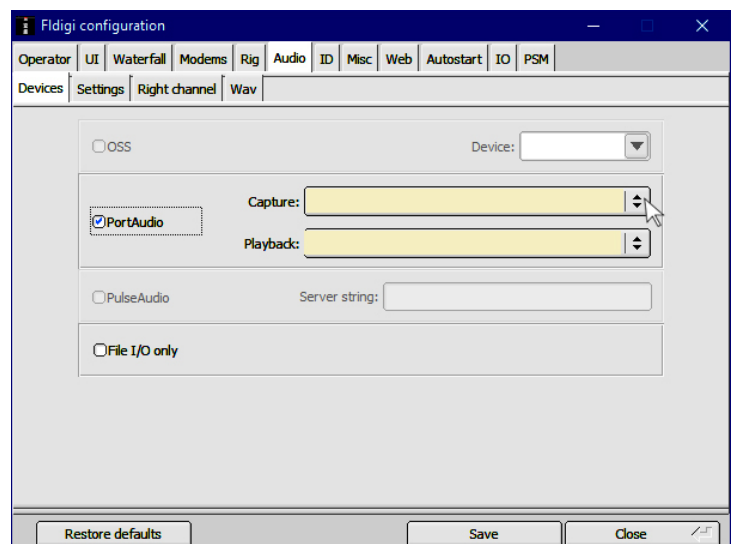 Fldigi configuration
Operator UI Waterfall Modems Rig Audio ID Misc Web Autostart IO PSM
Devices Settings Right channel Wav
OSS Device:
Capture:
PortAudio
Playback:
PulseAudio Server string:
File I/O only
Restore defaults Save Close